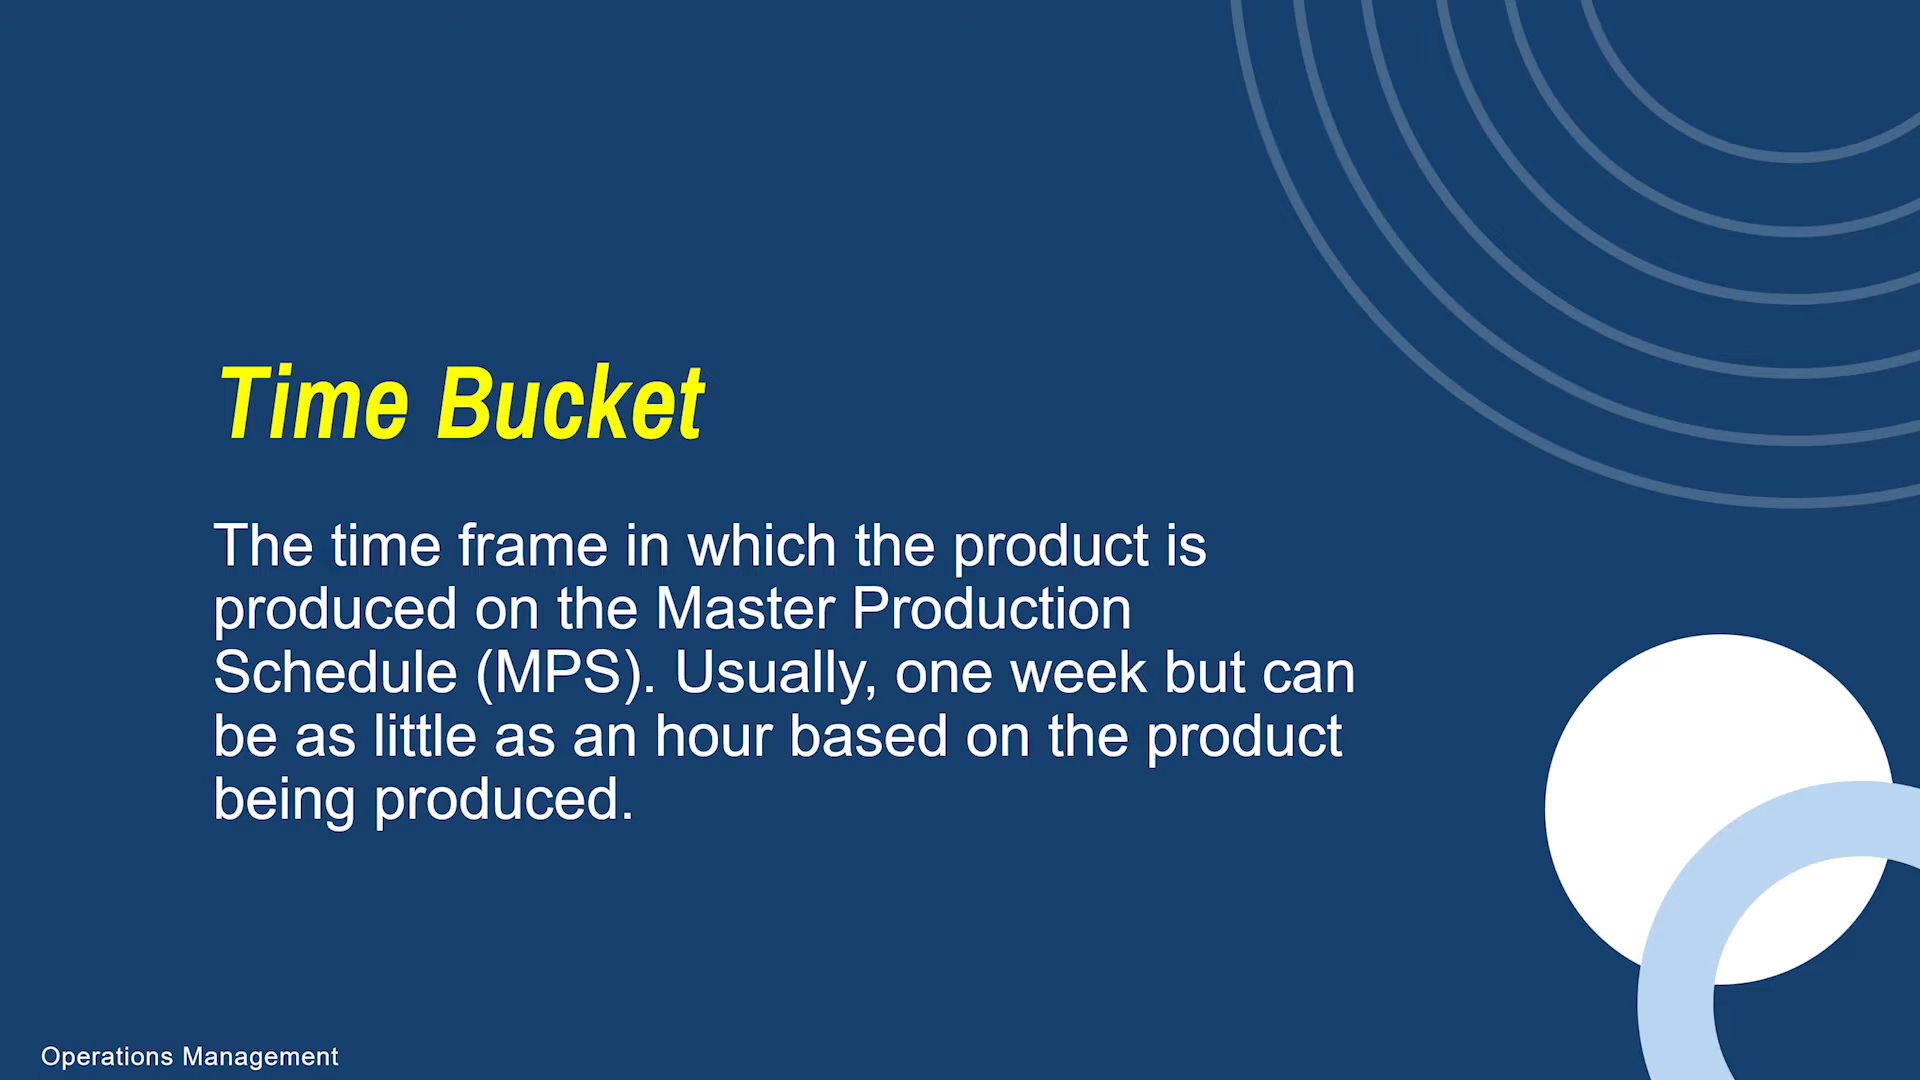 Time Bucket
The time frame in which the product is
produced on the Master Production
Schedule (MPS). Usually, one week but can
be as little as an hour based on the product
being produced.
Operations Management